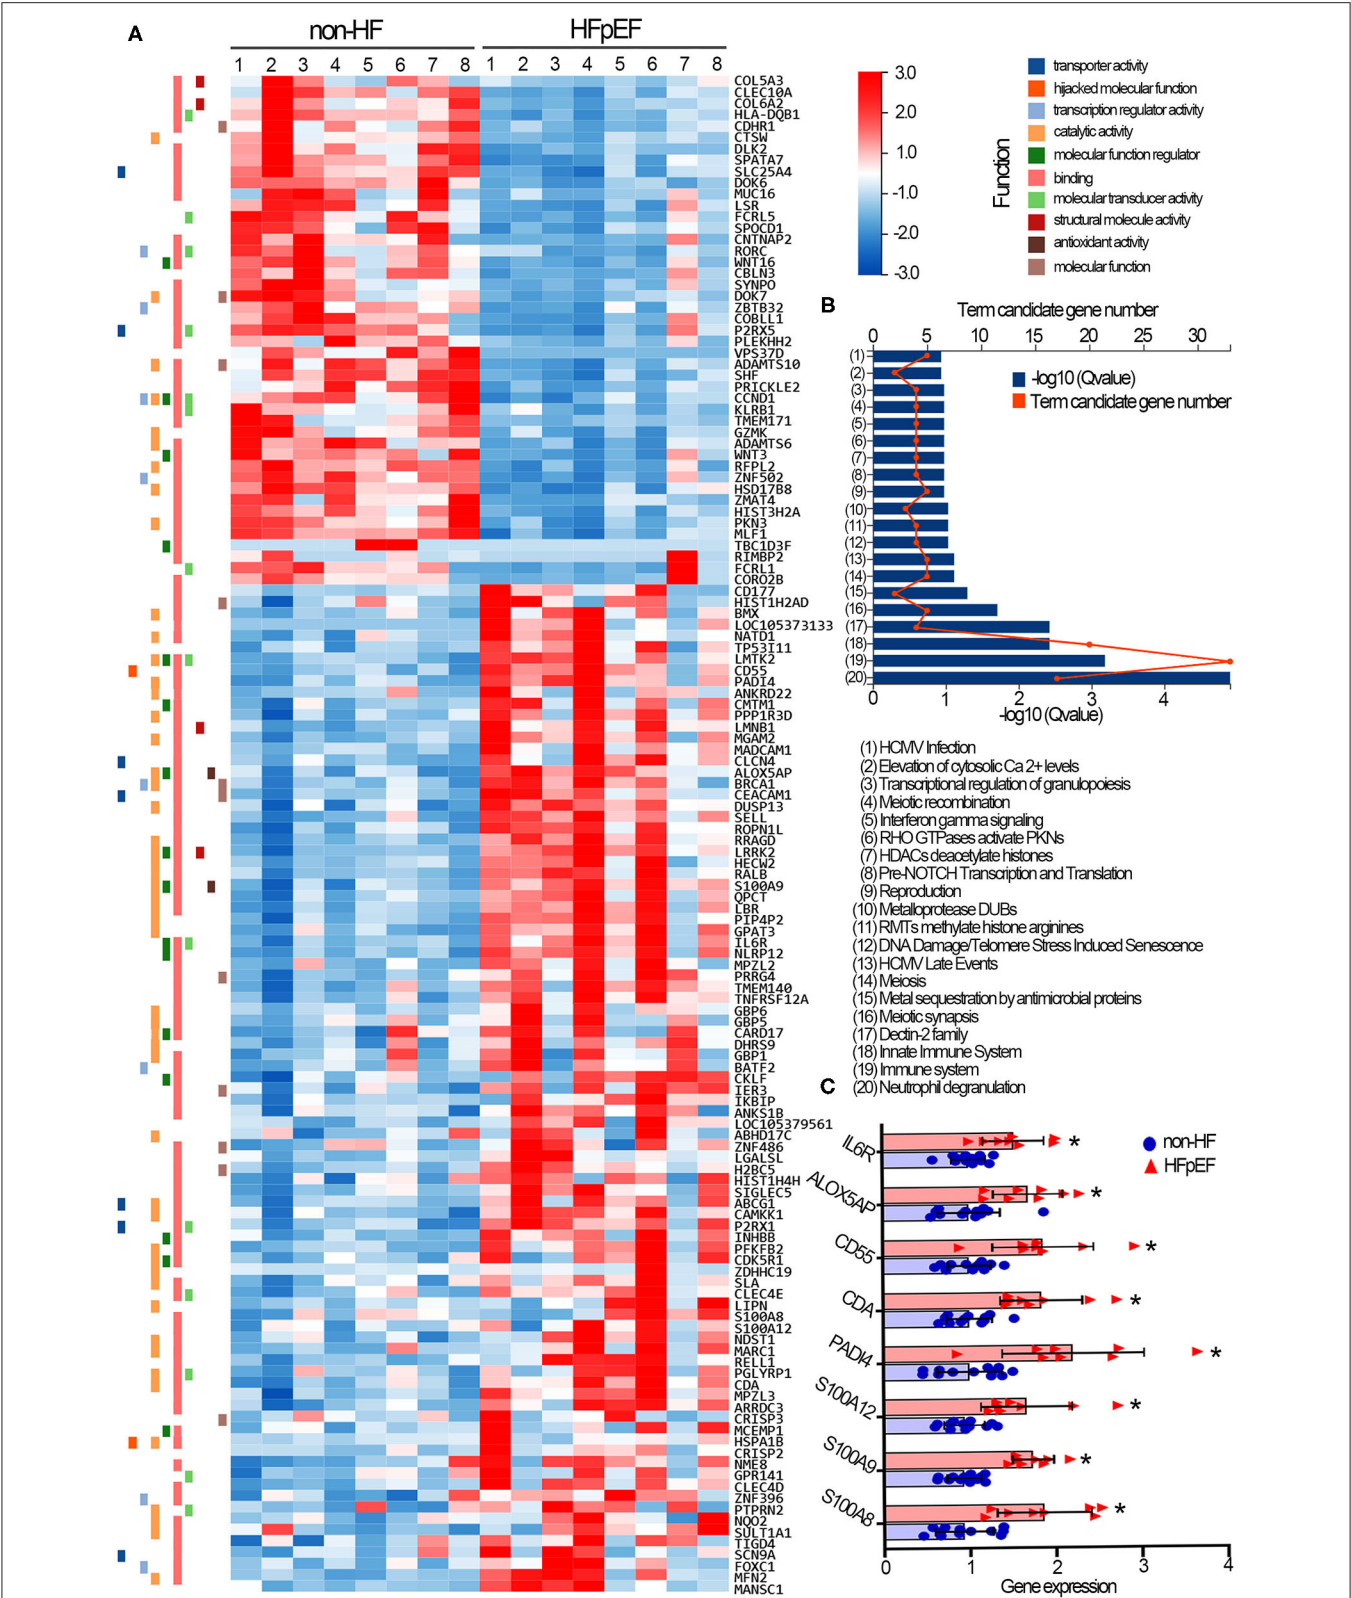 A
non-HF
HFpEF
1 2 3 4 5 6 7 8 1 2 3 4 5 6 7 8
COL5A3
CLEC10A
COL6A2
HLA-DQB1
CDHR1
CTSW
DLK2
SPATA7
SLC25A4
DOK6
MUC16
LSR
FCRL5
SPOCD1
CNTNAP2
RORC
WNT16
CBLN3
SYNPO
DOK7
ZBTB32
COBLL1
P2RX5
PLEKHH2
VPS37D
ADAMTS10
SHF
PRICKLE2
CCND1
KLRB1
TMEM171
GZMK
ADAMTS6
WNT3
RFPL2
ZNF502
HSD17B8
ZMAT4
HIST3H2A
PKN3
MLF1
TBC1D3F
RIMBP2
FCRL1
CORO2B
CD177
HIST1H2AD
BMX
LOC105373133
NATD1
TP53I11
LMTK2
CD55
PADI4
ANKRD22
CMTM1
PPP1R3D
LMNB1
MGAM2
MADCAM1
CLCN4
ALOX5AP
BRCA1
CEACAM1
DUSP13
SELL
ROPN1L
RRAGD
LRRK2
HECW2
RALB
S100A9
QPCT
LBR
PIP4P2
GPAT3
IL6R
NLRP12
MPZL2
PRRG4
TMEM140
TNFRSF12A
GBP6
GBP5
CARD17
DHRS9
GBP1
BATF2
CKLF
IER3
IKBIP
ANKS1B
LOC105379561
ABHD17C
ZNF486
LGALSL
H2BC5
HIST1H4H
SIGLEC5
ABCG1
CAMKK1
P2RX1
INHBB
PFKFB2
CDK5R1
ZDHHC19
SLA
CLEC4E
LIPN
S100A8
S100A12
NDST1
MARC1
RELL1
PGLYRP1
CDA
MPZL3
ARRDC3
CRISP3
MCEMP1
HSPA1B
CRISP2
NME8
GPR141
CLEC4D
ZNF396
PTPRN2
NQO2
SULT1A1
TIGD4
SCN9A
FOXC1
MFN2
MANSC1
3.0
2.0
1.0
-1.0
-2.0
-3.0
Function
transporter activity
hijacked molecular function
transcription regulator activity
catalytic activity
molecular function regulator
binding
molecular transducer activity
structural molecule activity
antioxidant activity
molecular function
B
Term candidate gene number
0 5 10 15 20 25 30
(1)
(2)
(3)
(4)
(5)
(6)
(7)
(8)
(9)
(10)
(11)
(12)
(13)
(14)
(15)
(16)
(17)
(18)
(19)
(20)
-log10 (Qvalue)
Term candidate gene number
0 1 2 3 4
-log10 (Qvalue)
(1) HCMV Infection
(2) Elevation of cytosolic Ca 2+ levels
(3) Transcriptional regulation of granulopoiesis
(4) Meiotic recombination
(5) Interferon gamma signaling
(6) RHO GTPases activate PKNs
(7) HDACs deacetylate histones
(8) Pre-NOTCH Transcription and Translation
(9) Reproduction
(10) Metalloprotease DUBs
(11) RMTs methylate histone arginines
(12) DNA Damage/Telomere Stress Induced Senescence
(13) HCMV Late Events
(14) Meiosis
(15) Metal sequestration by antimicrobial proteins
(16) Meiotic synapsis
(17) Dectin-2 family
(18) Innate Immune System
(19) Immune system
(20) Neutrophil degranulation
C
non-HF
HFpEF
IL6R *
ALOX5AP *
CD55 *
CDA *
PADI4 *
S100A12 *
S100A9 *
S100A8 *
0 1 2 3 4
Gene expression